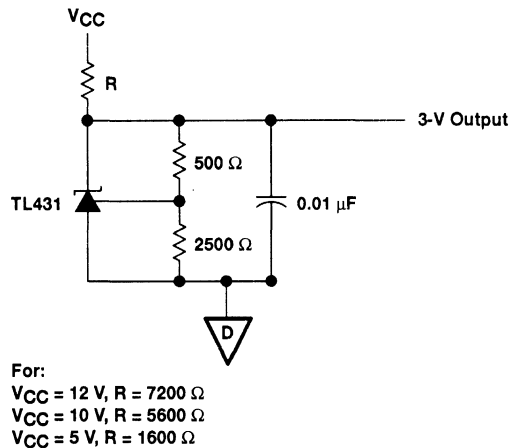 VCC
R
3-V Output
500 Ω
TL431
0.01 μF
2500 Ω
D
For:
VCC = 12 V, R = 7200 Ω
VCC = 10 V, R = 5600 Ω
VCC = 5 V, R = 1600 Ω